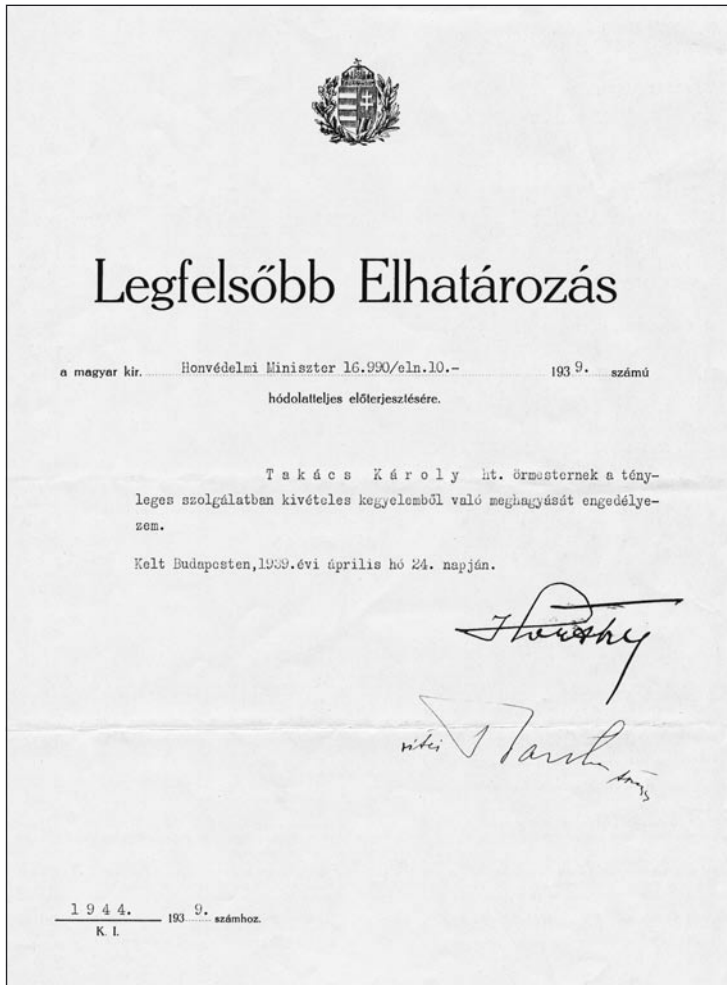 Legfelsőbb Elhatározás
a magyar kir. Honvédelmi Miniszter 16.990/eln.10.- 1939. számú
hódolatteljes előterjesztésére.
Takács Károly ht. őrmesternek a tény-
leges szolgálatban kivételes kegyelemből való meghagyását engedélye-
zem.
Kelt Budapesten,1939.évi április hó 24. napján.
Horthy
vitéz Bartha
1944. 1939. számhoz.
K. I.